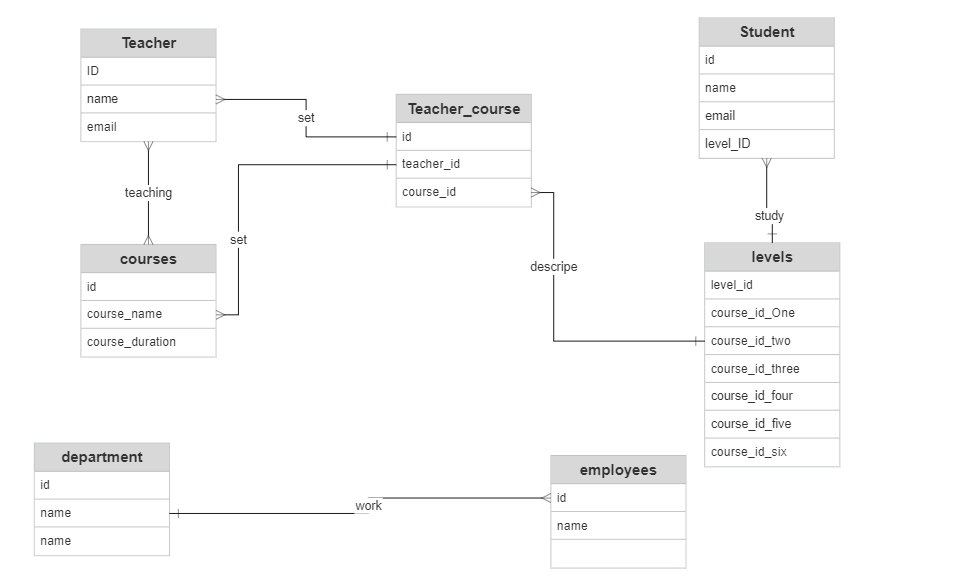 Teacher
ID
name
email
teaching
courses
id
course_name
course_duration
set
set
Teacher_course
id
teacher_id
course_id
descripe
Student
id
name
email
level_ID
study
levels
level_id
course_id_One
course_id_two
course_id_three
course_id_four
course_id_five
course_id_six
department
id
name
name
work
employees
id
name